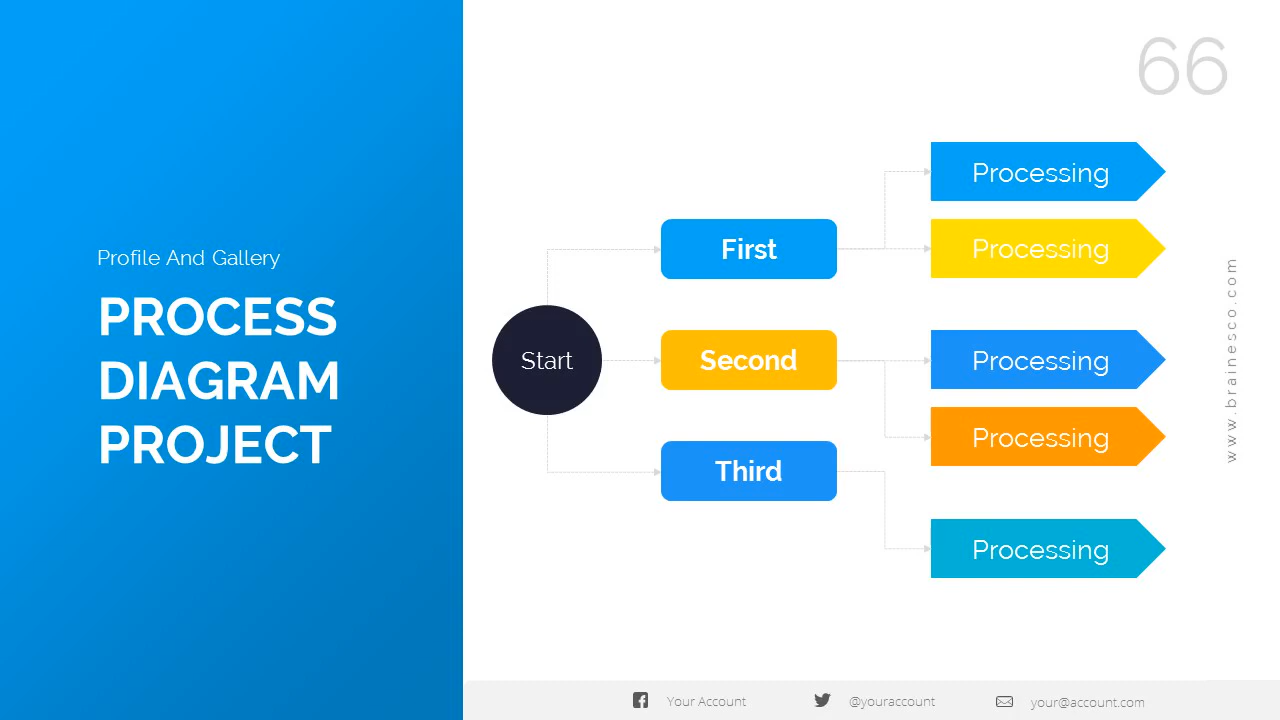 Profile And Gallery
PROCESS
DIAGRAM
PROJECT
66
Start
First
Second
Third
Processing
Processing
Processing
Processing
Processing
www.brainesco.com
Your Account
@youraccount
your@account.com